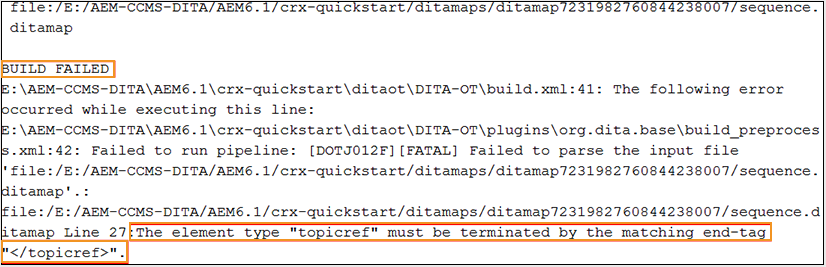 file:/E:/AEM-CCMS-DITA/AEM6.1/crx-quickstart/ditamaps/ditamap7231982760844238007/sequence.
ditamap
BUILD FAILED
E:\AEM-CCMS-DITA\AEM6.1\crx-quickstart\ditaot\DITA-OT\build.xml:41: The following error
occurred while executing this line:
E:\AEM-CCMS-DITA\AEM6.1\crx-quickstart\ditaot\DITA-OT\plugins\org.dita.base\build_preproces
s.xml:42: Failed to run pipeline: [DOTJ012F][FATAL] Failed to parse the input file
'file:/E:/AEM-CCMS-DITA/AEM6.1/crx-quickstart/ditamaps/ditamap7231982760844238007/sequence.
ditamap'.:
file:/E:/AEM-CCMS-DITA/AEM6.1/crx-quickstart/ditamaps/ditamap7231982760844238007/sequence.d
itamap Line 27:The element type "topicref" must be terminated by the matching end-tag
"</topicref>".